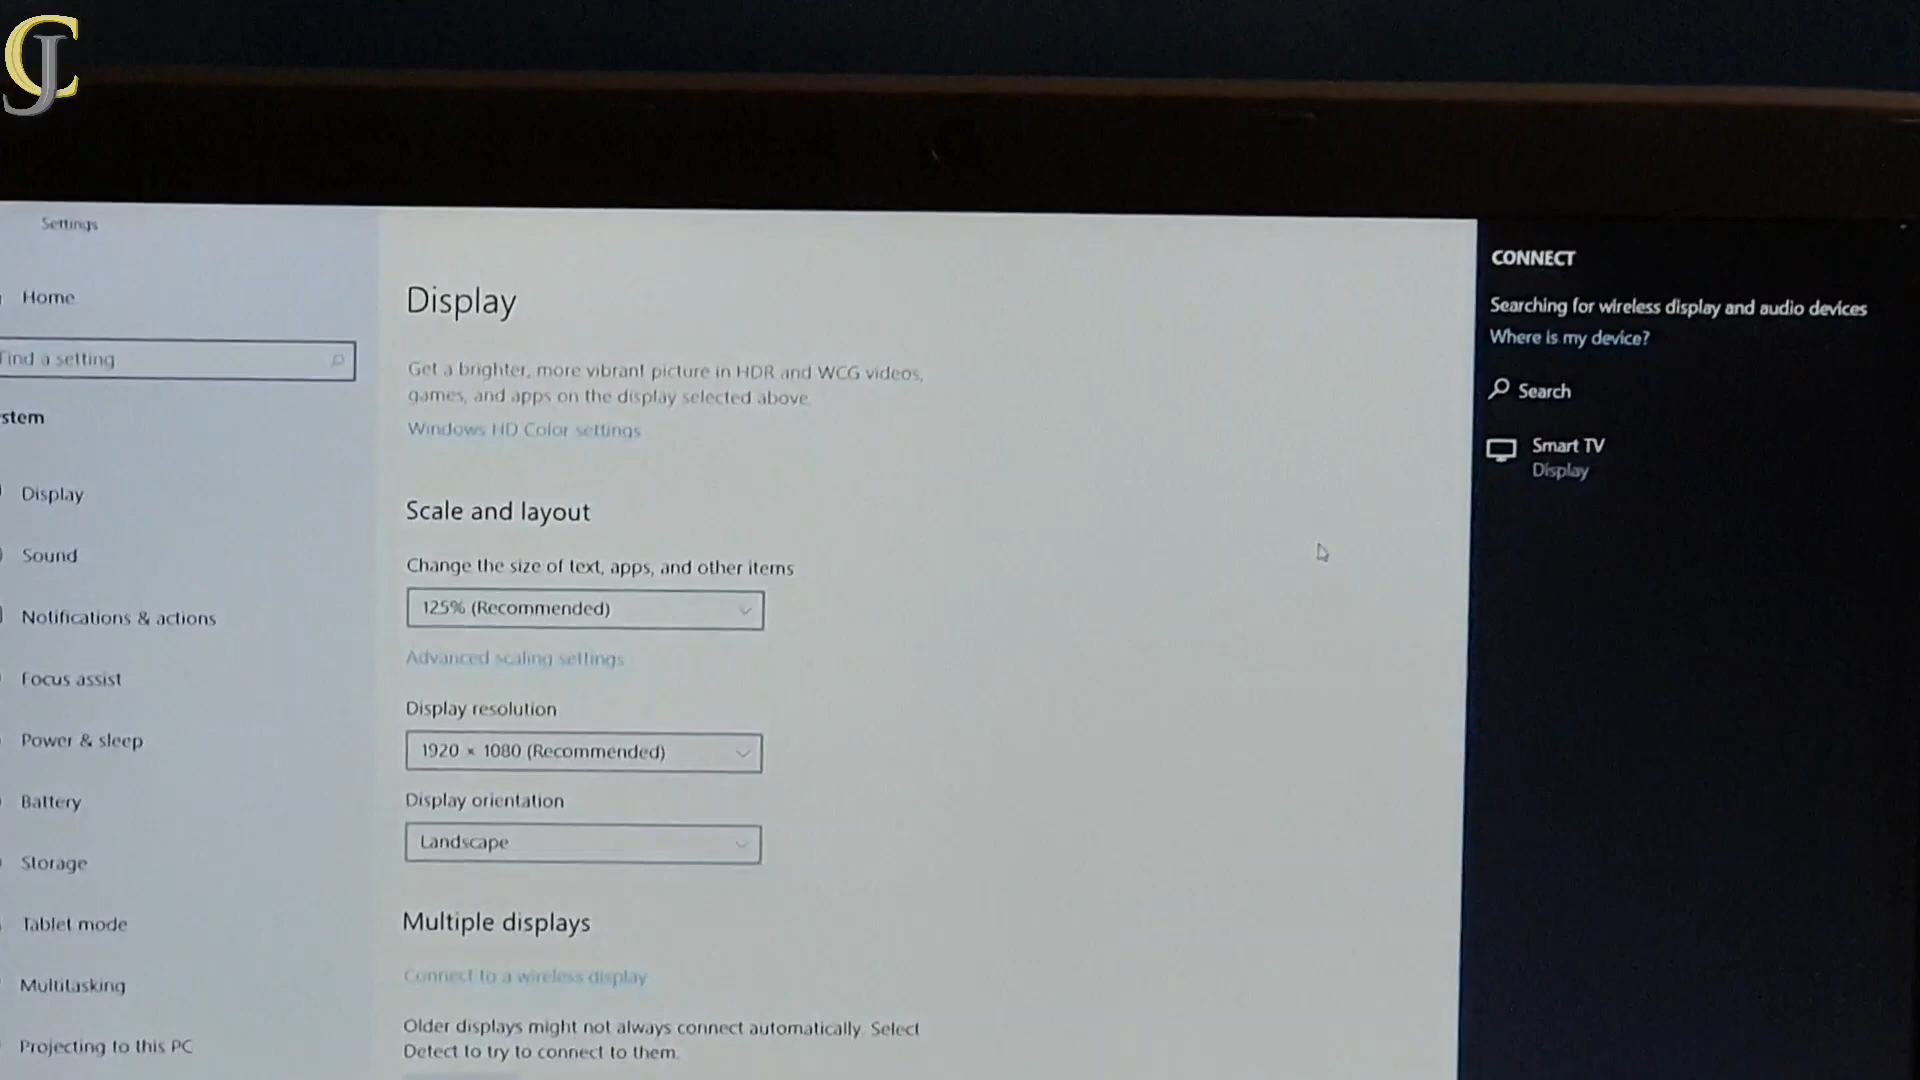 CJ
Settings
Home
Find a setting
stem
Display
Sound
Notifications & actions
Focus assist
Power & sleep
Battery
Storage
Tablet mode
Multitasking
Projecting to this PC
Display
Get a brighter, more vibrant picture in HDR and WCG videos,
games, and apps on the display selected above.
Windows HD Color settings
Scale and layout
Change the size of text, apps, and other items
125% (Recommended)
Advanced scaling settings
Display resolution
1920 × 1080 (Recommended)
Display orientation
Landscape
Multiple displays
Connect to a wireless display
Older displays might not always connect automatically. Select
Detect to try to connect to them.
CONNECT
Searching for wireless display and audio devices
Where is my device?
Search
Smart TV
Display